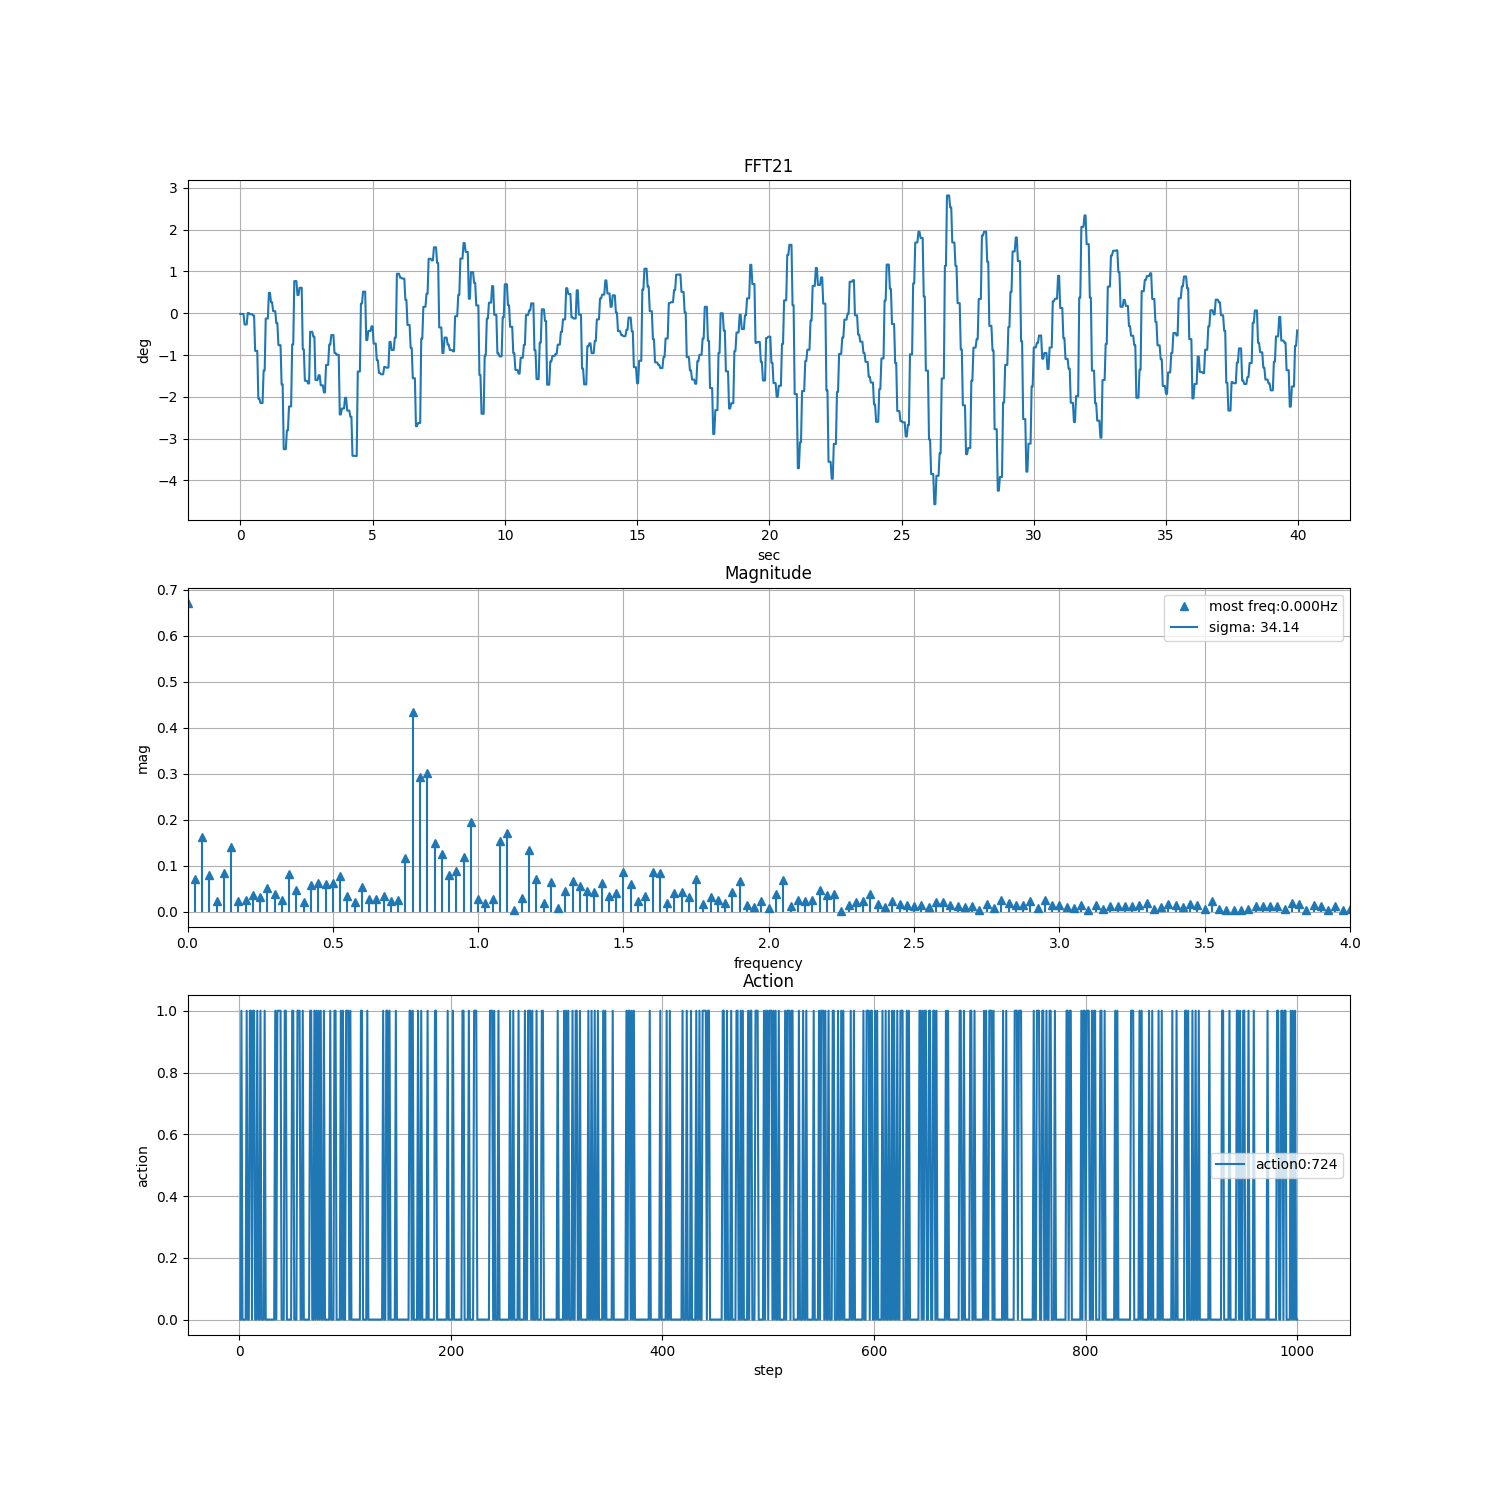 FFT21
3
2
1
0
−1
−2
−3
−4
deg
0 5 10 15 20 25 30 35 40
sec
Magnitude
0.7
0.6
0.5
0.4
0.3
0.2
0.1
0.0
mag
most freq:0.000Hz
sigma: 34.14
0.0 0.5 1.0 1.5 2.0 2.5 3.0 3.5 4.0
frequency
Action
1.0
0.8
0.6
0.4
0.2
0.0
action
action0:724
0 200 400 600 800 1000
step